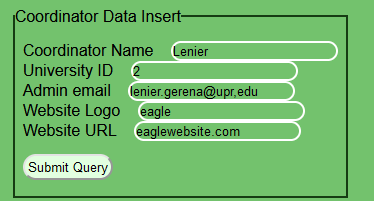 Coordinator Data Insert
Coordinator Name Lenier
University ID 2
Admin email lenier.gerena@upr,edu
Website Logo eagle
Website URL eaglewebsite.com
Submit Query